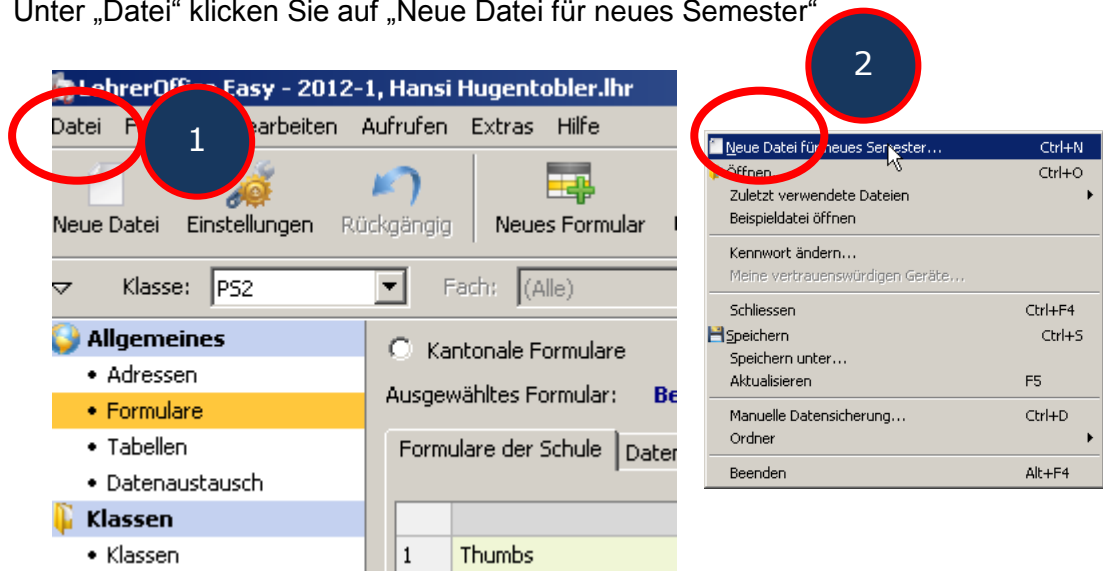 Unter „Datei“ klicken Sie auf „Neue Datei für neues Semester“
2
LehrerOffice Easy - 2012-1, Hansi Hugentobler.lhr
Datei F 1 earbeiten Aufrufen Extras Hilfe
Neue Datei Einstellungen Rückgängig Neues Formular
Klasse: PS2 Fach: (Alle)
Allgemeines
• Adressen
• Formulare
• Tabellen
• Datenaustausch
Klassen
• Klassen
Kantonale Formulare
Ausgewähltes Formular: Be
Formulare der Schule Daten
1 Thumbs
Neue Datei für neues Semester... Ctrl+N
Öffnen Ctrl+O
Zuletzt verwendete Dateien
Beispieldatei öffnen
Kennwort ändern...
Meine vertrauenswürdigen Geräte...
Schliessen Ctrl+F4
Speichern Ctrl+S
Speichern unter...
Aktualisieren F5
Manuelle Datensicherung... Ctrl+D
Ordner
Beenden Alt+F4